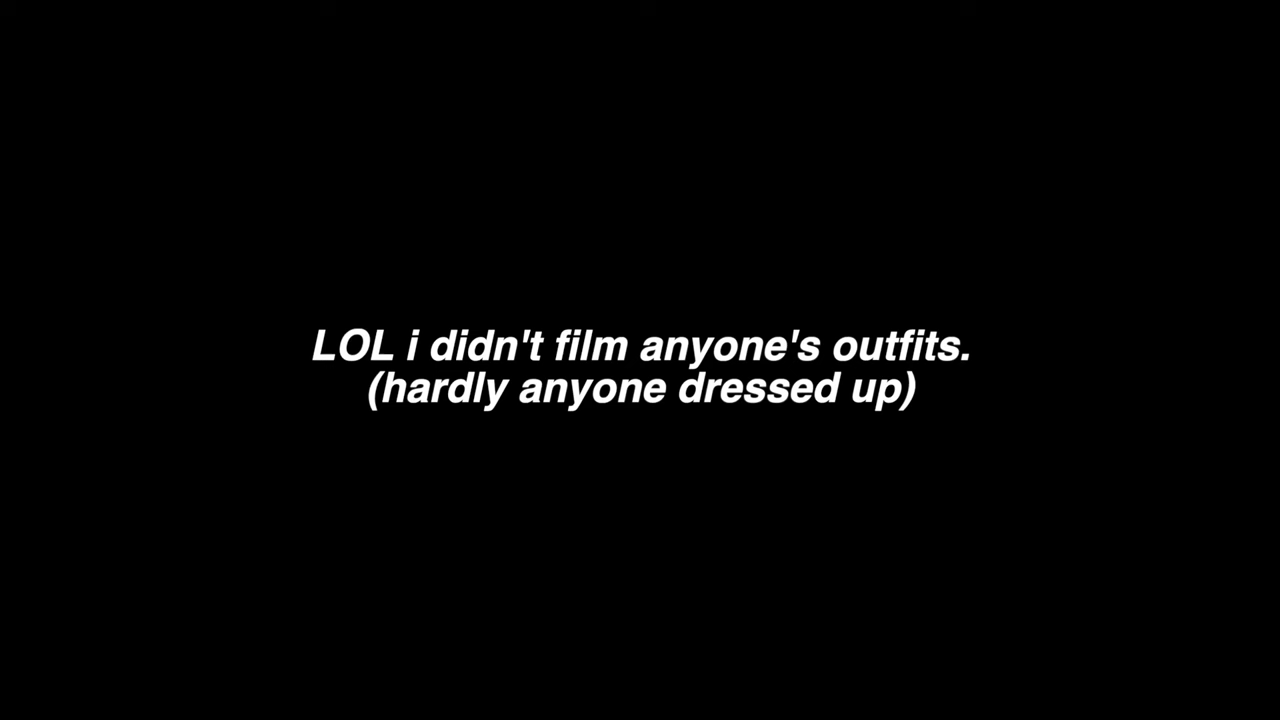 LOL i didn't film anyone's outfits.
(hardly anyone dressed up)